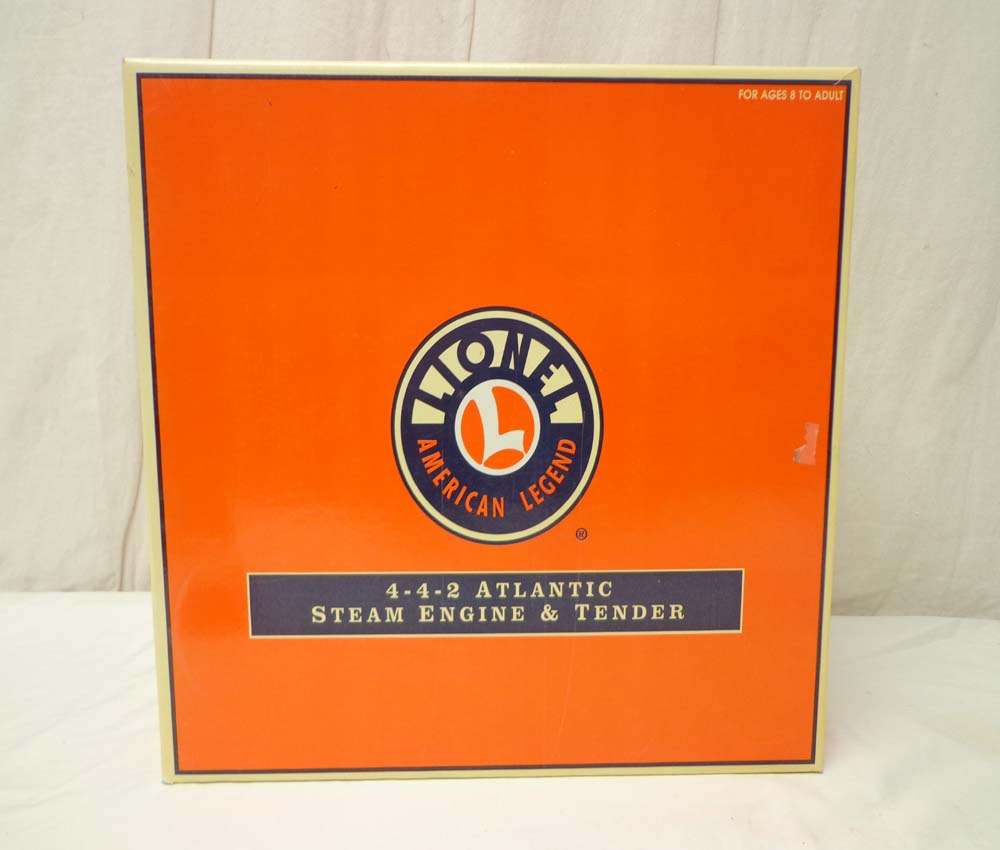 FOR AGES 8 TO ADULT
LIONEL
L
AMERICAN LEGEND
®
4-4-2 ATLANTIC
STEAM ENGINE & TENDER